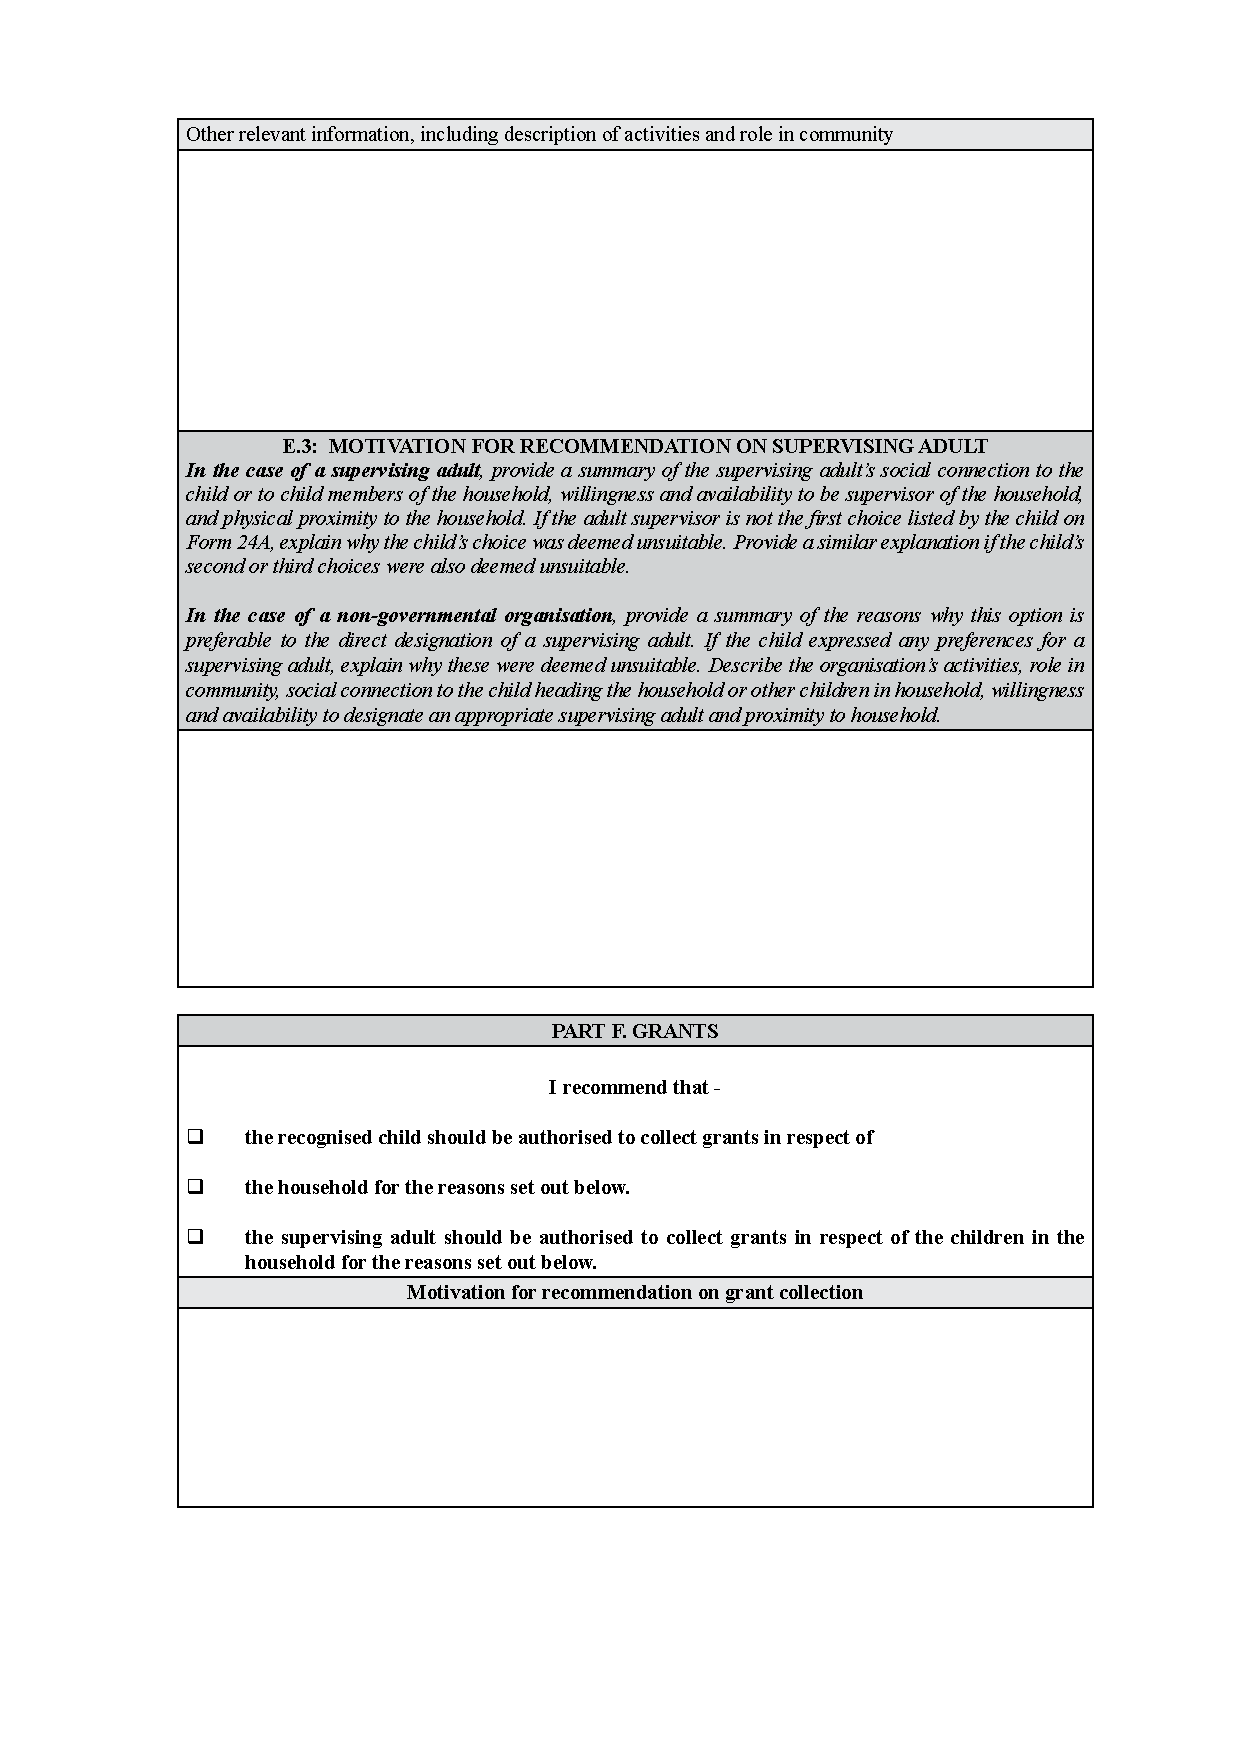 Other relevant information, including description of activities and role in community
E.3:  MOTIVATION FOR RECOMMENDATION ON SUPERVISING ADULT
In the case of a supervising adult, provide a summary of the supervising adult’s social connection to the
child or to child members of the household, willingness and availability to be supervisor of the household,
and physical proximity to the household. If the adult supervisor is not the first choice listed by the child on
Form 24A, explain why the child’s choice was deemed unsuitable. Provide a similar explanation if the child’s
second or third choices were also deemed unsuitable.
In the case of a non-governmental organisation, provide a summary of the reasons why this option is
preferable to the direct designation of a supervising adult. If the child expressed any preferences for a
supervising adult, explain why these were deemed unsuitable. Describe the organisation’s activities, role in
community, social connection to the child heading the household or other children in household, willingness
and availability to designate an appropriate supervising adult and proximity to household.
PART F. GRANTS
I recommend that -
❑ the recognised child should be authorised to collect grants in respect of
❑ the household for the reasons set out below.
❑ the supervising adult should be authorised to collect grants in respect of the children in the
household for the reasons set out below.
Motivation for recommendation on grant collection